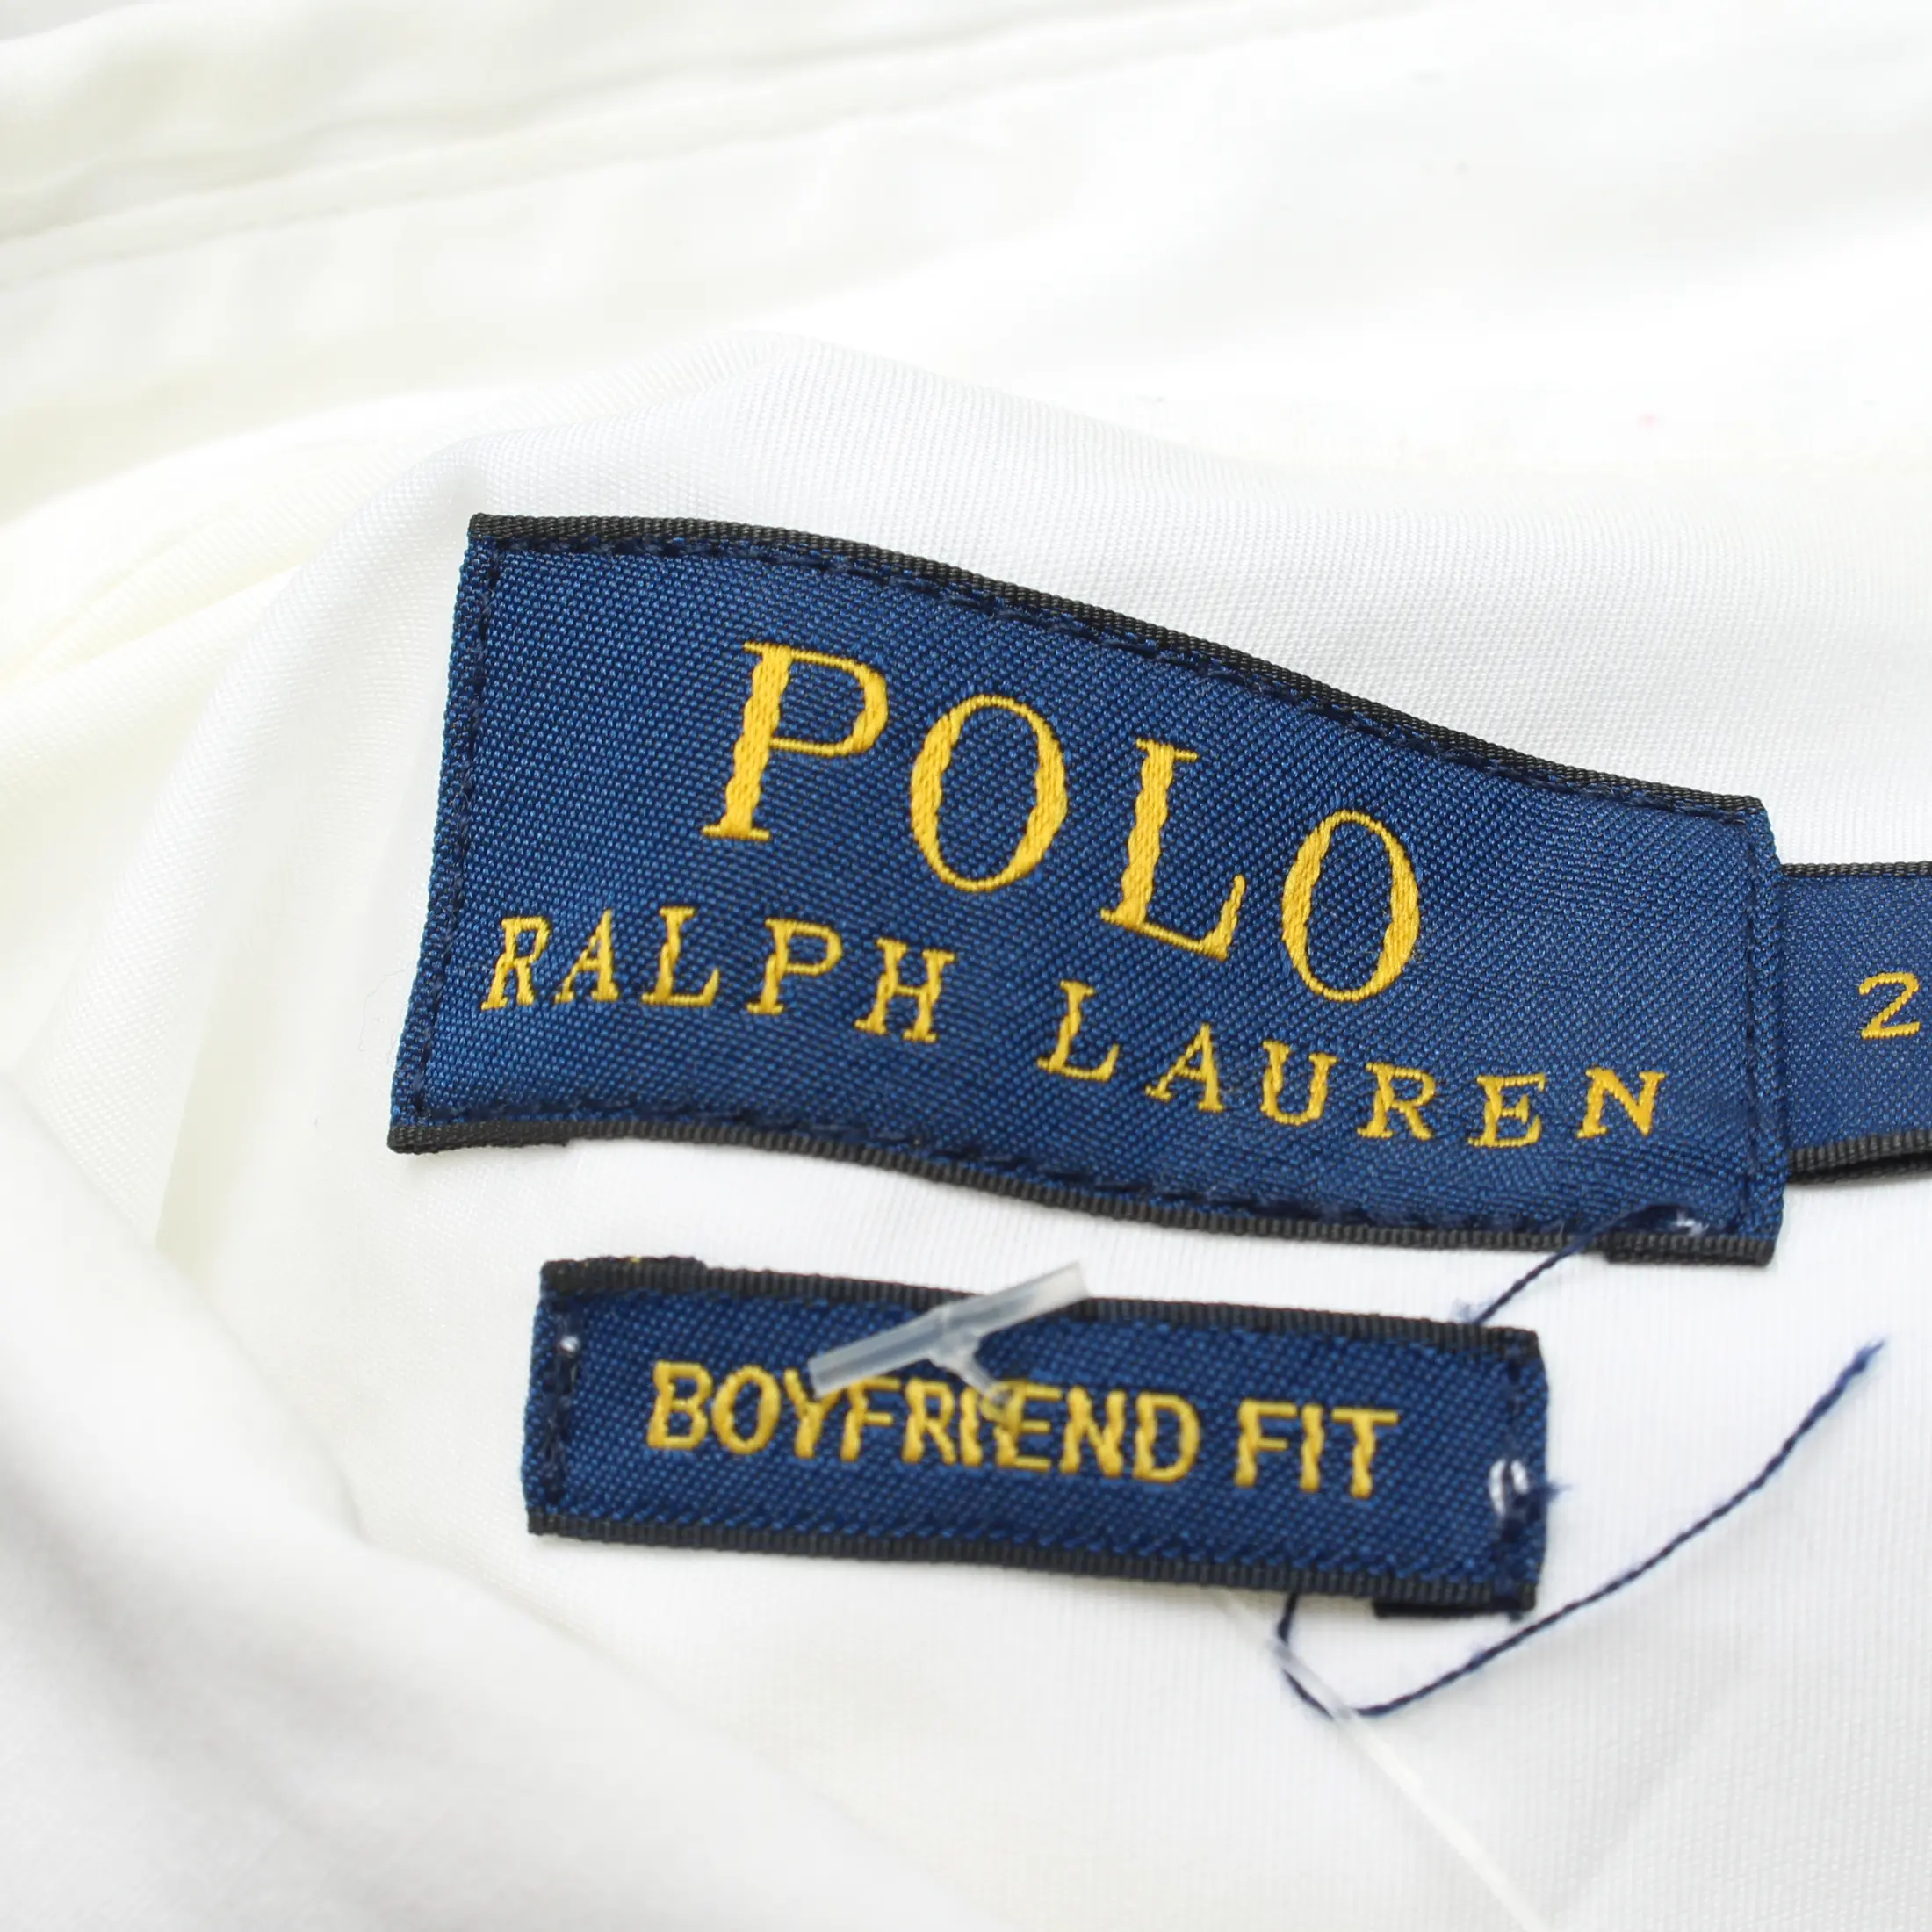 POLO
RALPH LAUREN
2
BOYFRIEND FIT